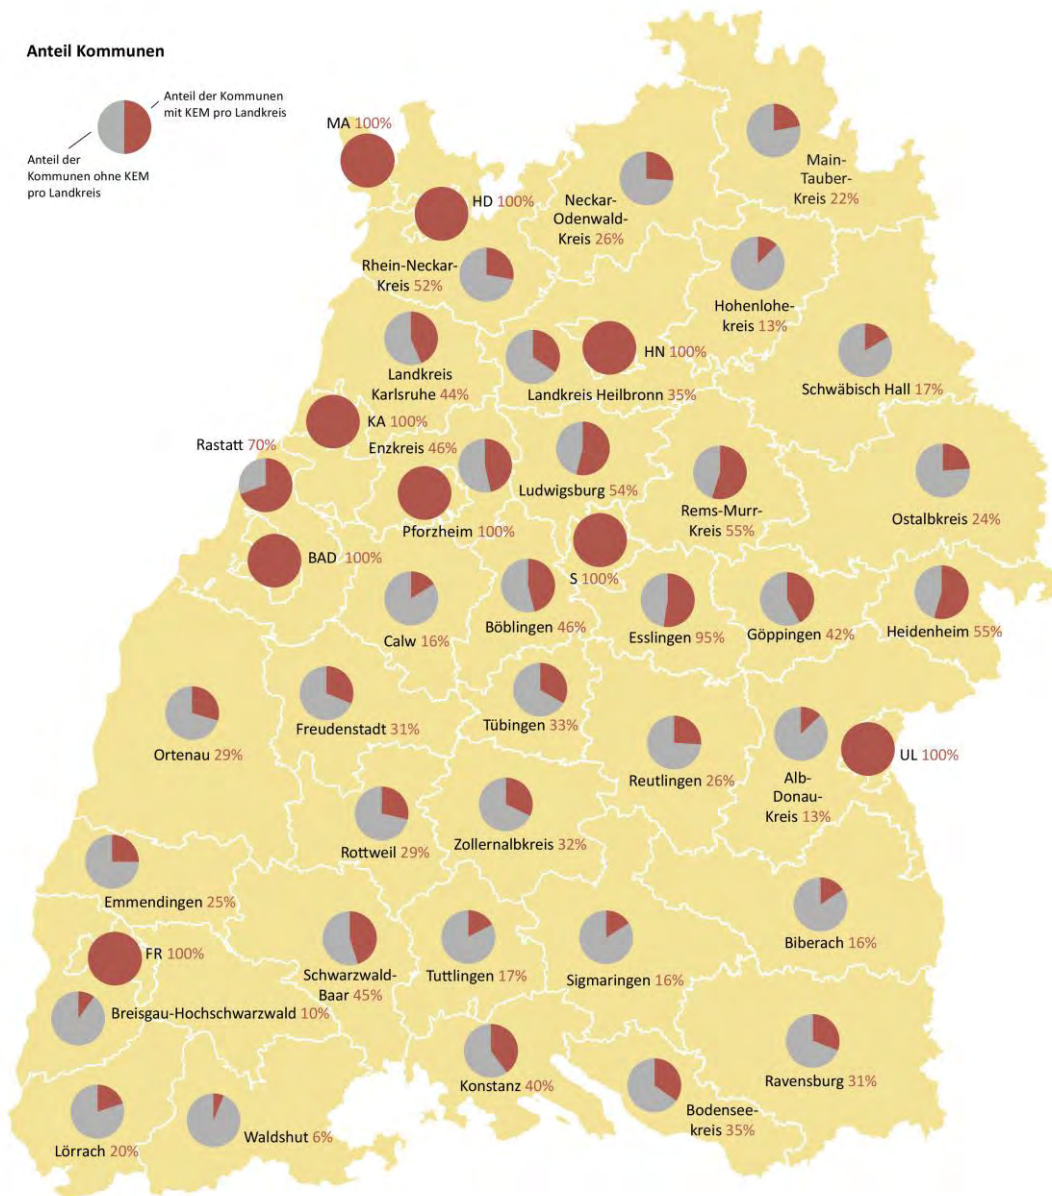 Anteil Kommunen
Anteil der Kommunen
mit KEM pro Landkreis
Anteil der
Kommunen ohne KEM
pro Landkreis
MA 100%
HD 100%
Main-
Tauber-
Kreis 22%
Neckar-
Odenwald-
Kreis 26%
Rhein-Neckar-
Kreis 52%
Hohenlohe-
kreis 13%
Landkreis
Karlsruhe 44%
HN 100%
Landkreis Heilbronn 35%
Schwäbisch Hall 17%
KA 100%
Rastatt 70%
Enzkreis 46%
Ludwigsburg 54%
Rems-Murr-
Kreis 55%
Ostalbkreis 24%
Pforzheim 100%
BAD 100%
S 100%
Calw 16%
Böblingen 46%
Esslingen 95%
Göppingen 42%
Heidenheim 55%
Ortenau 29%
Freudenstadt 31%
Tübingen 33%
Reutlingen 26%
UL 100%
Alb-
Donau-
Kreis 13%
Rottweil 29%
Zollernalbkreis 32%
Emmendingen 25%
Biberach 16%
FR 100%
Schwarzwald-
Baar 45%
Tuttlingen 17%
Sigmaringen 16%
Breisgau-Hochschwarzwald 10%
Konstanz 40%
Ravensburg 31%
Bodensee-
kreis 35%
Lörrach 20%
Waldshut 6%